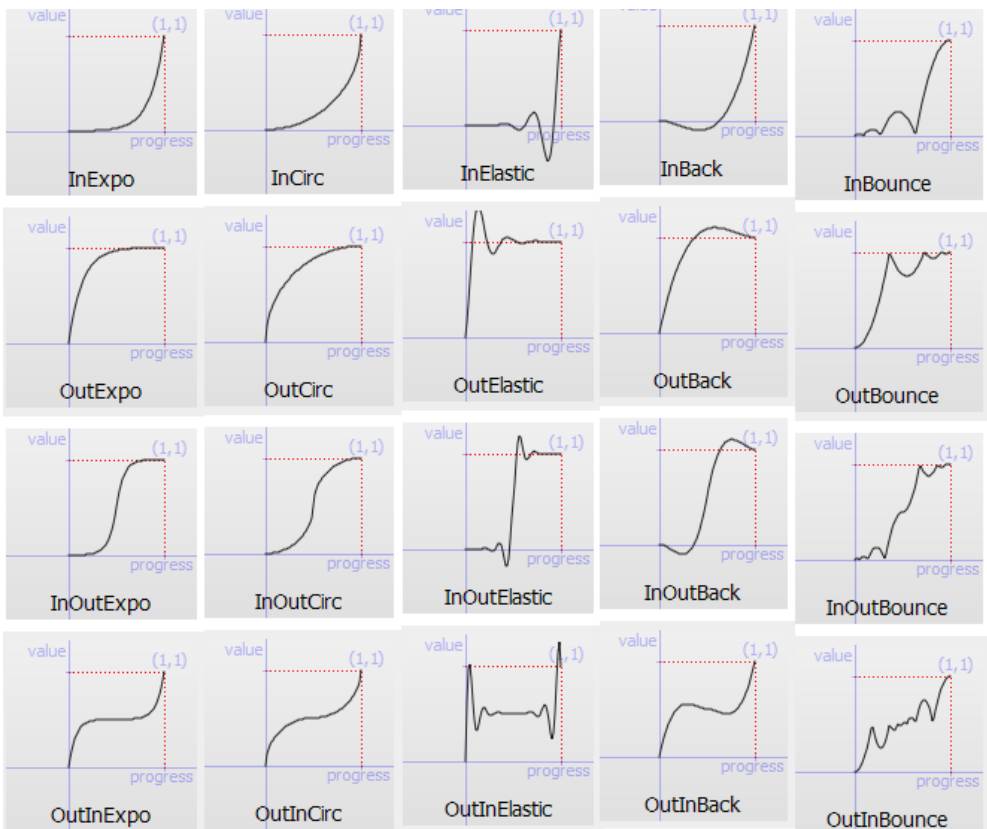 value (1,1)
progress
InExpo
value (1,1)
progress
InCirc
value (1,1)
progress
InElastic
value (1,1)
progress
InBack
value (1,1)
progress
InBounce
value (1,1)
progress
OutExpo
value (1,1)
progress
OutCirc
value (1,1)
progress
OutElastic
value (1,1)
progress
OutBack
value (1,1)
progress
OutBounce
value (1,1)
progress
InOutExpo
value (1,1)
progress
InOutCirc
value (1,1)
progress
InOutElastic
value (1,1)
progress
InOutBack
value (1,1)
progress
InOutBounce
value (1,1)
progress
OutInExpo
value (1,1)
progress
OutInCirc
value (1,1)
progress
OutInElastic
value (1,1)
progress
OutInBack
value (1,1)
progress
OutInBounce